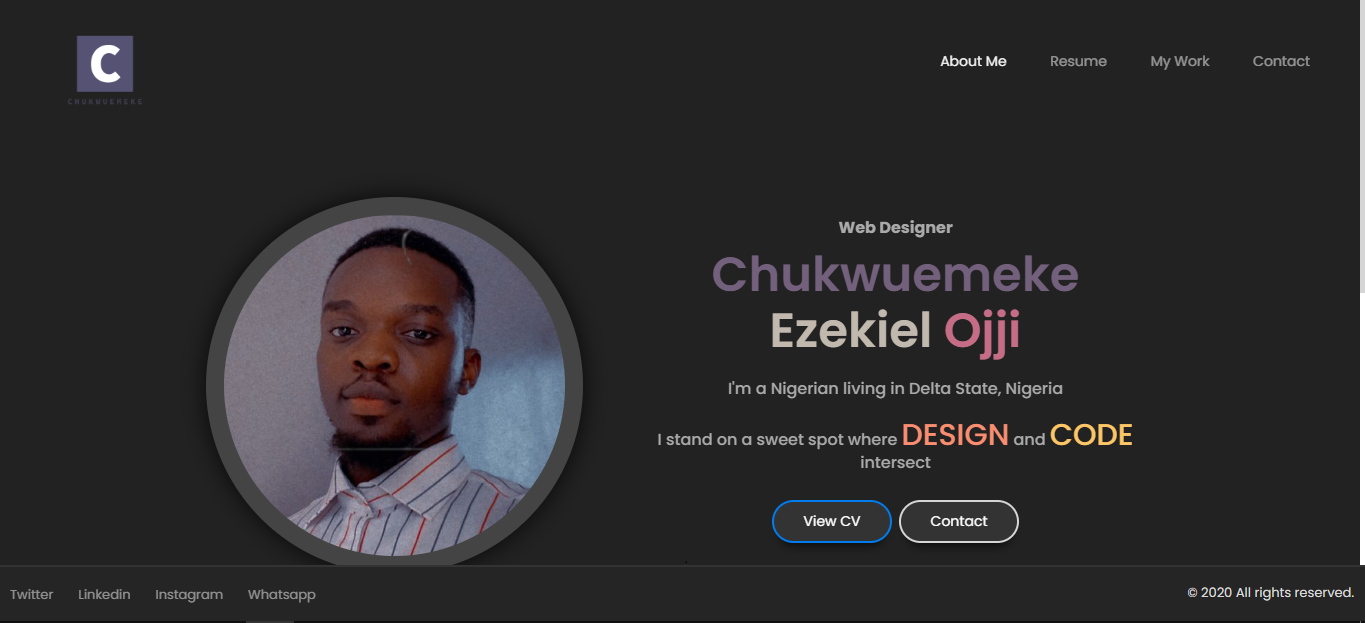 C
CHUKWUEMEKE
About Me Resume My Work Contact
Web Designer
Chukwuemeke
Ezekiel Ojji
I'm a Nigerian living in Delta State, Nigeria
I stand on a sweet spot where DESIGN and CODE
intersect
View CV Contact
Twitter Linkedin Instagram Whatsapp
© 2020 All rights reserved.